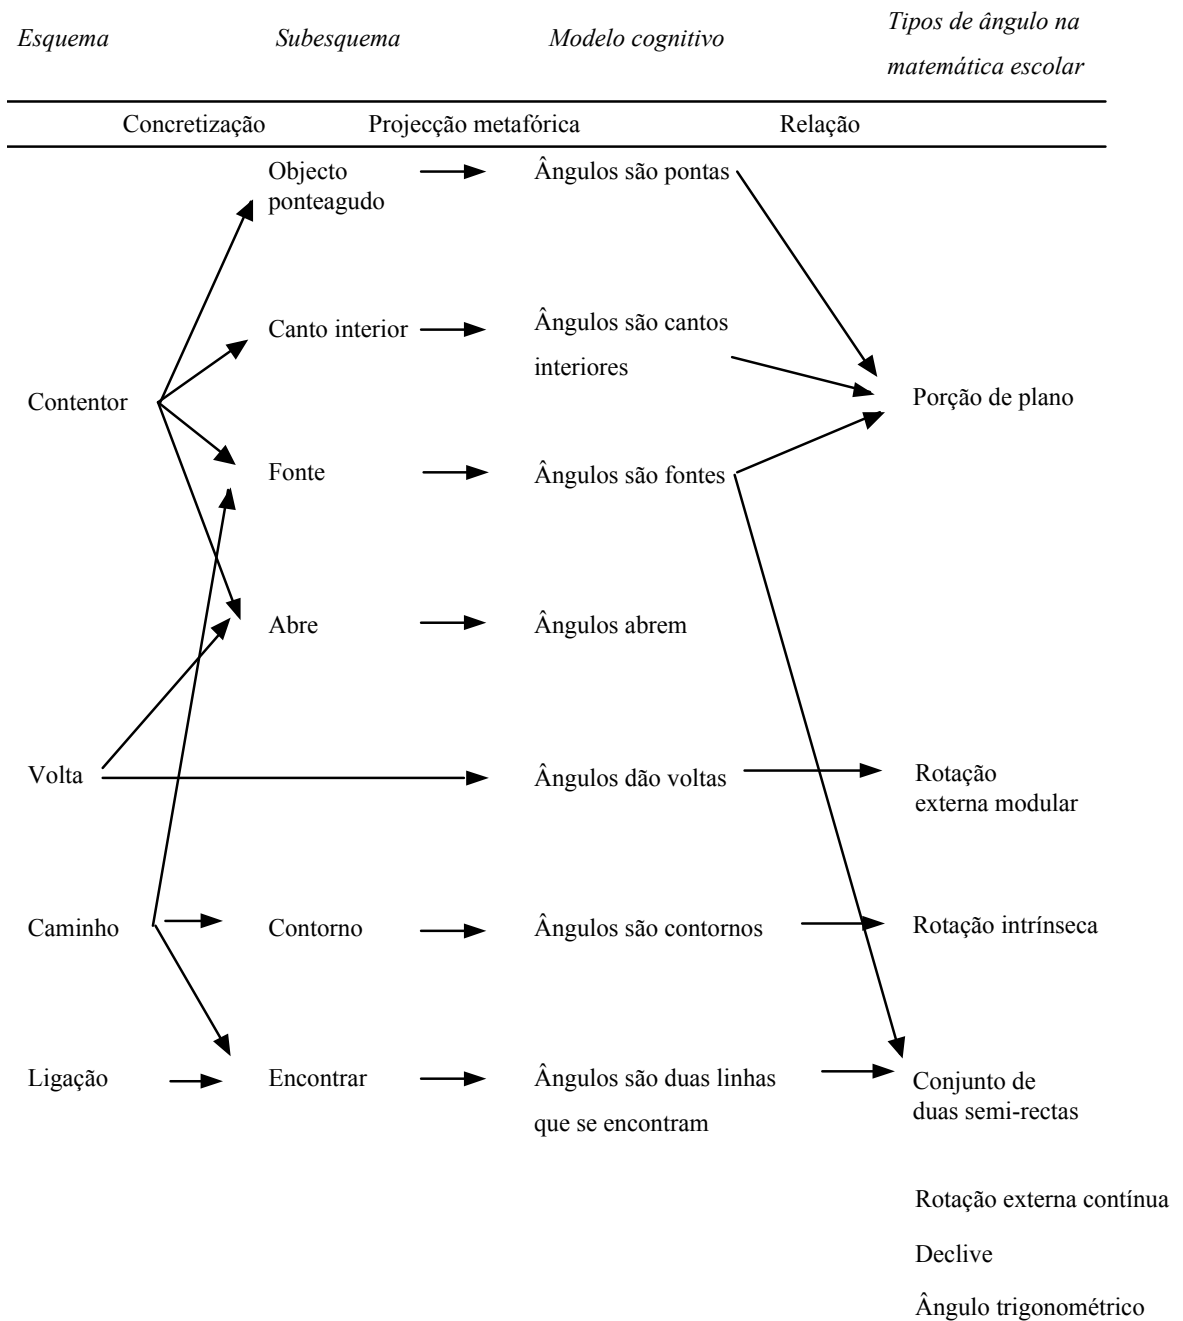 Esquema Subesquema Modelo cognitivo Tipos de ângulo na
matemática escolar
Concretização Projecção metafórica Relação
Objecto
ponteagudo
Ângulos são pontas
Canto interior
Ângulos são cantos
interiores
Contentor
Porção de plano
Fonte
Ângulos são fontes
Abre
Ângulos abrem
Volta
Ângulos dão voltas
Rotação
externa modular
Caminho
Contorno
Ângulos são contornos
Rotação intrínseca
Ligação
Encontrar
Ângulos são duas linhas
que se encontram
Conjunto de
duas semi-rectas
Rotação externa contínua
Declive
Ângulo trigonométrico